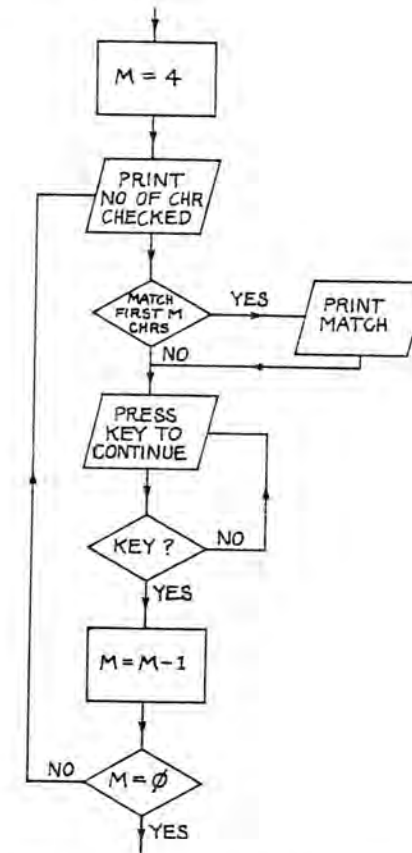 M = 4
PRINT
NO OF CHR
CHECKED
MATCH
FIRST M
CHRS
YES
PRINT
MATCH
NO
PRESS
KEY TO
CONTINUE
KEY ?
NO
YES
M = M-1
NO
M = Ø
YES